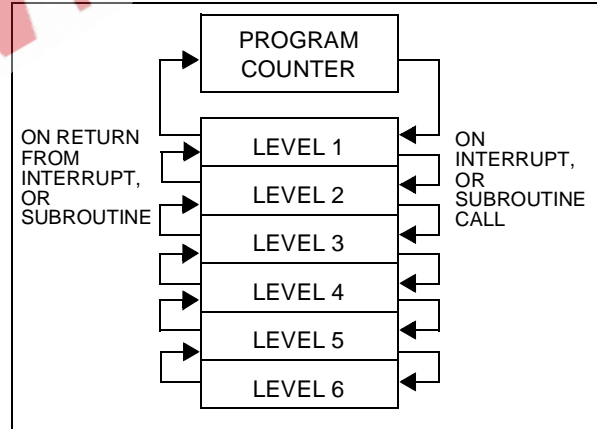 PROGRAM
COUNTER
ON RETURN
FROM
INTERRUPT,
OR
SUBROUTINE
ON
INTERRUPT,
OR
SUBROUTINE
CALL
LEVEL 1
LEVEL 2
LEVEL 3
LEVEL 4
LEVEL 5
LEVEL 6